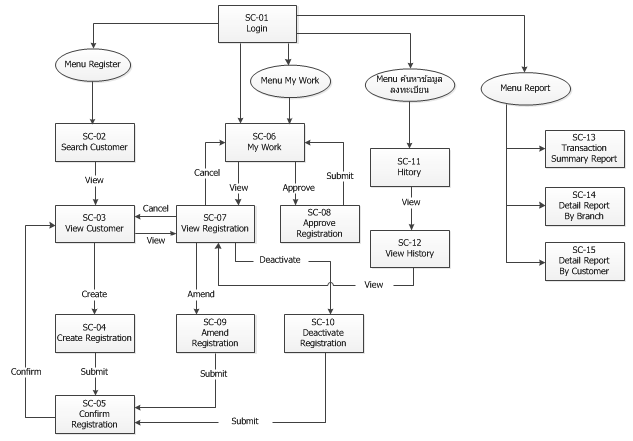 SC-01
Login
Menu Register
Menu My Work
Menu ค้นหาข้อมูล
ลงทะเบียน
Menu Report
SC-02
Search Customer
SC-06
My Work
SC-13
Transaction
Summary Report
SC-11
Hitory
Cancel
Submit
View
View
Approve
SC-14
Detail Report
By Branch
View
SC-03
View Customer
Cancel
View
SC-07
View Registration
SC-08
Approve
Registration
SC-12
View History
SC-15
Detail Report
By Customer
Deactivate
View
Create
Amend
SC-04
Create Registration
SC-09
Amend
Registration
SC-10
Deactivate
Registration
Confirm
Submit
Submit
SC-05
Confirm
Registration
Submit